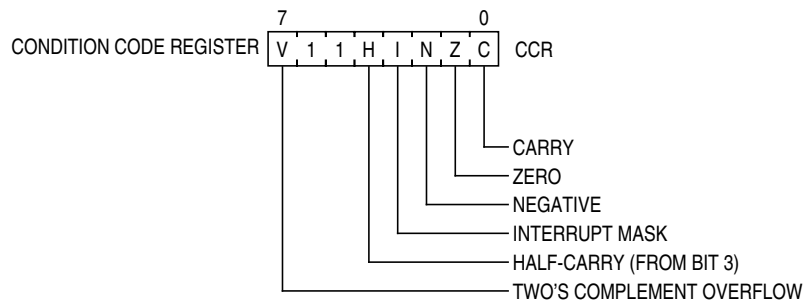 7 0
CONDITION CODE REGISTER V 1 1 H I N Z C CCR
CARRY
ZERO
NEGATIVE
INTERRUPT MASK
HALF-CARRY (FROM BIT 3)
TWO'S COMPLEMENT OVERFLOW